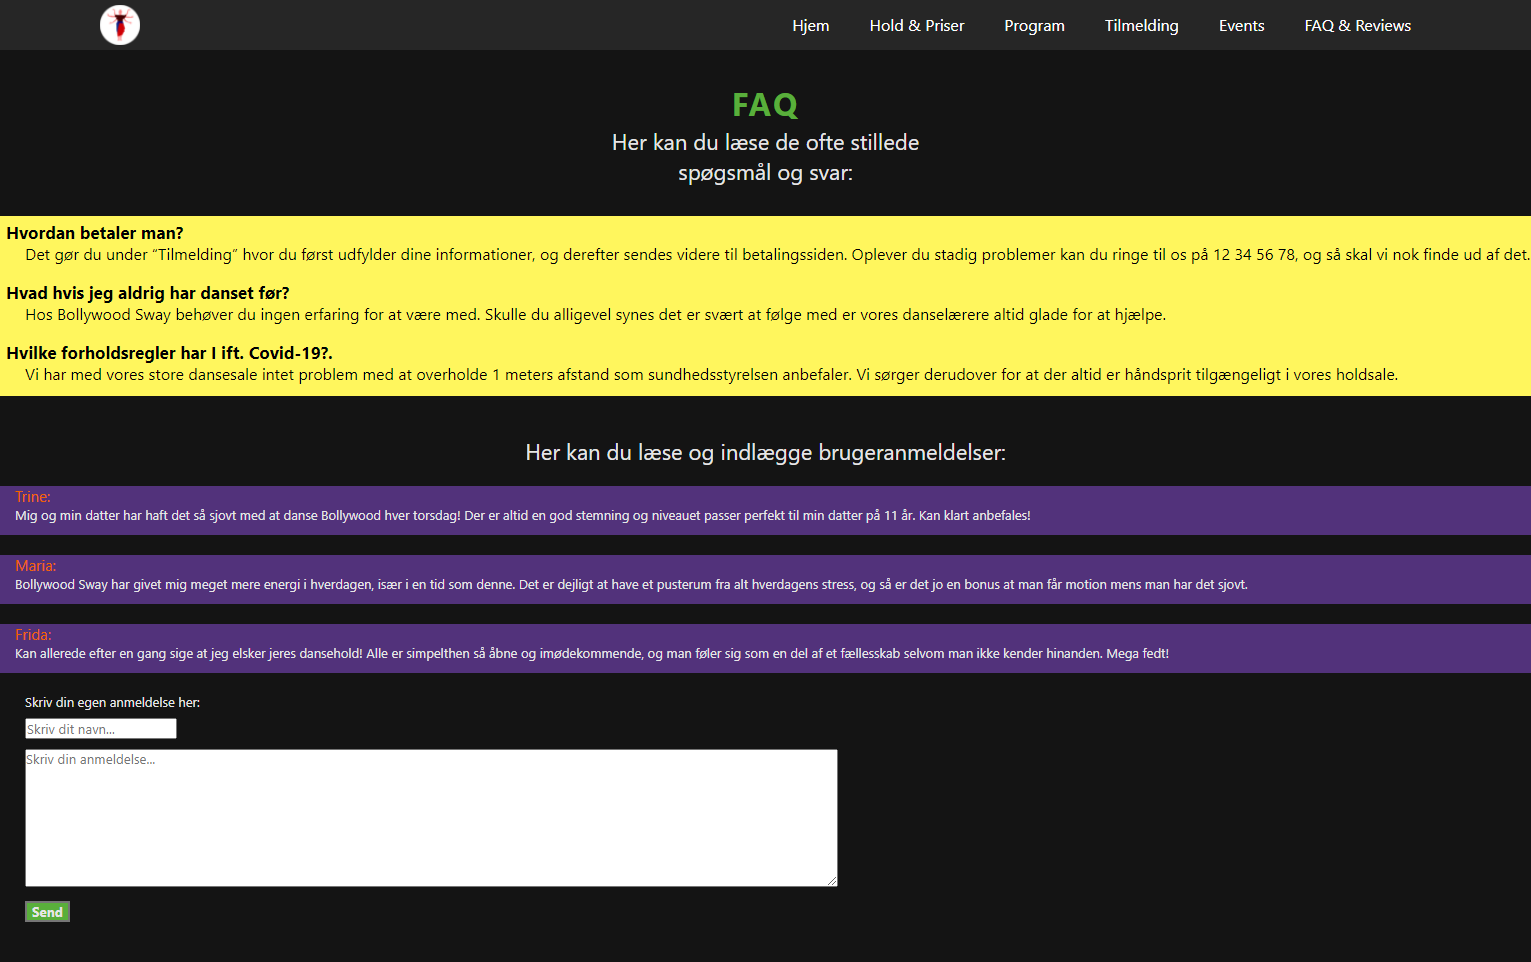 Hjem Hold & Priser Program Tilmelding Events FAQ & Reviews
FAQ
Her kan du læse de ofte stillede
spøgsmål og svar:
Hvordan betaler man?
Det gør du under “Tilmelding” hvor du først udfylder dine informationer, og derefter sendes videre til betalingssiden. Oplever du stadig problemer kan du ringe til os på 12 34 56 78, og så skal vi nok finde ud af det.
Hvad hvis jeg aldrig har danset før?
Hos Bollywood Sway behøver du ingen erfaring for at være med. Skulle du alligevel synes det er svært at følge med er vores danselærere altid glade for at hjælpe.
Hvilke forholdsregler har I ift. Covid-19?.
Vi har med vores store dansesale intet problem med at overholde 1 meters afstand som sundhedsstyrelsen anbefaler. Vi sørger derudover for at der altid er håndsprit tilgængeligt i vores holdsale.
Her kan du læse og indlægge brugeranmeldelser:
Trine:
Mig og min datter har haft det så sjovt med at danse Bollywood hver torsdag! Der er altid en god stemning og niveauet passer perfekt til min datter på 11 år. Kan klart anbefales!
Maria:
Bollywood Sway har givet mig meget mere energi i hverdagen, især i en tid som denne. Det er dejligt at have et pusterum fra alt hverdagens stress, og så er det jo en bonus at man får motion mens man har det sjovt.
Frida:
Kan allerede efter en gang sige at jeg elsker jeres dansehold! Alle er simpelthen så åbne og imødekommende, og man føler sig som en del af et fællesskab selvom man ikke kender hinanden. Mega fedt!
Skriv din egen anmeldelse her:
Skriv dit navn...
Skriv din anmeldelse...
Send